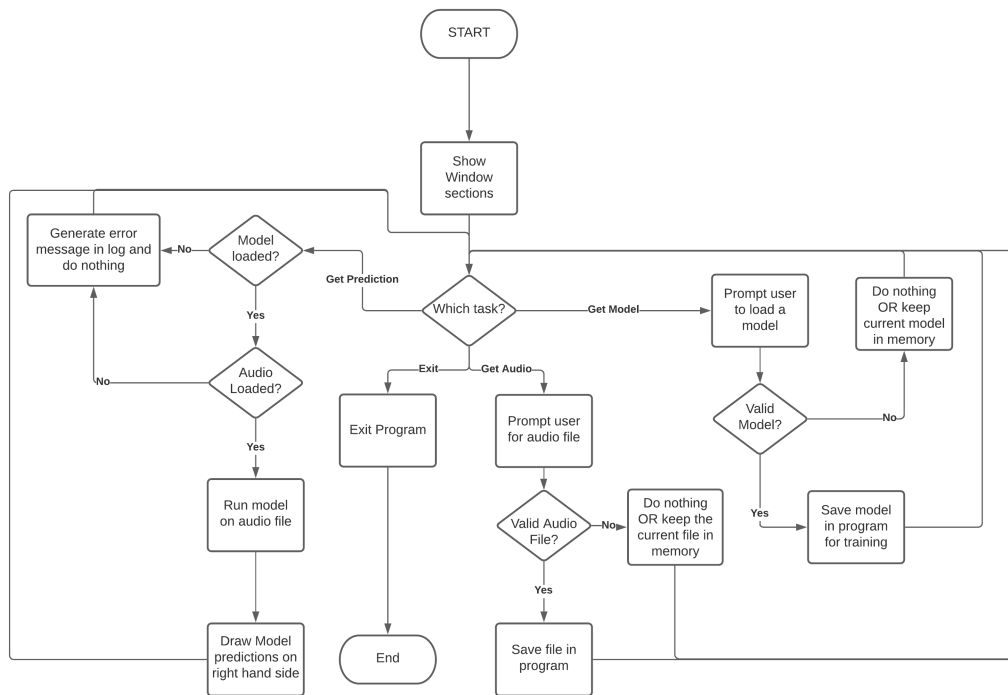 START
Show
Window
sections
Generate error
message in log and
do nothing
No
Model
loaded?
Get Prediction
Which task?
Get Model
Prompt user
to load a
model
Do nothing
OR keep
current model
in memory
Yes
Audio
Loaded?
No
Exit
Get Audio
Exit Program
Prompt user
for audio file
Valid
Model?
No
Yes
Run model
on audio file
Valid Audio
File?
No
Do nothing
OR keep the
current file in
memory
Yes
Save model
in program
for training
Yes
Draw Model
predictions on
right hand side
End
Save file in
program